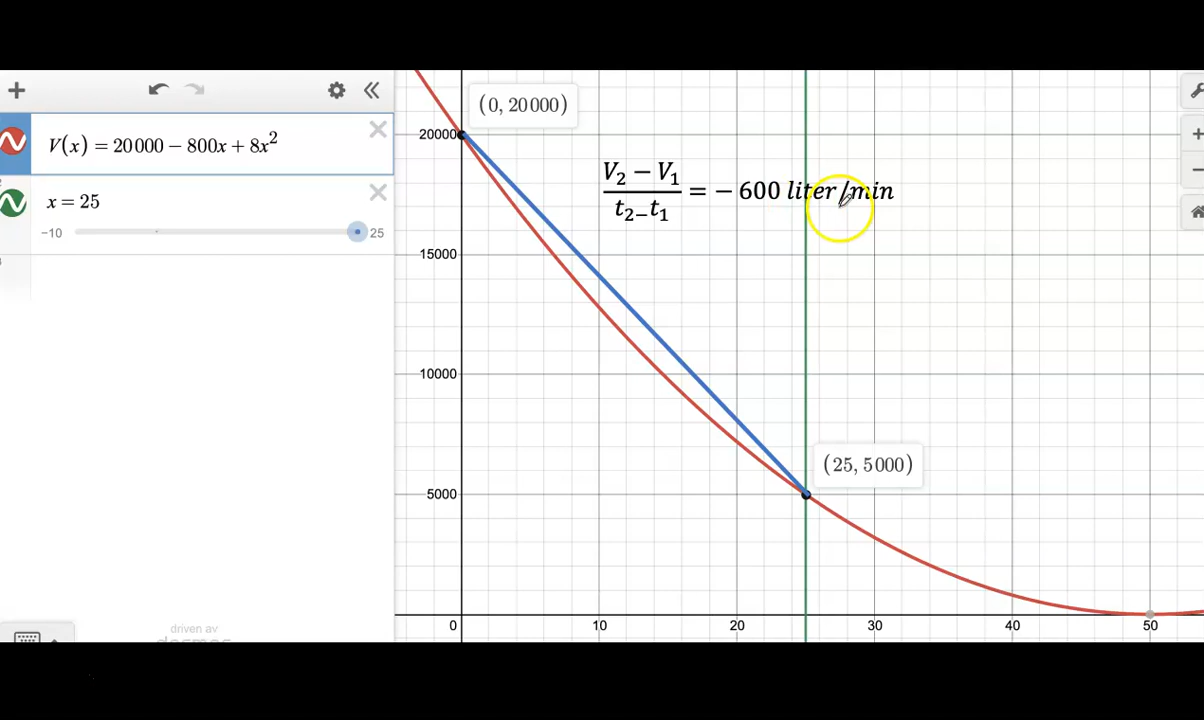 V(x) = 20000 − 800x + 8x²
x = 25
−10
25
driven av
desmos
(0, 20000)
20000
V₂ − V₁
t₂₋t₁
= − 600 liter/min
15000
10000
(25, 5000)
5000
0
10
20
30
40
50